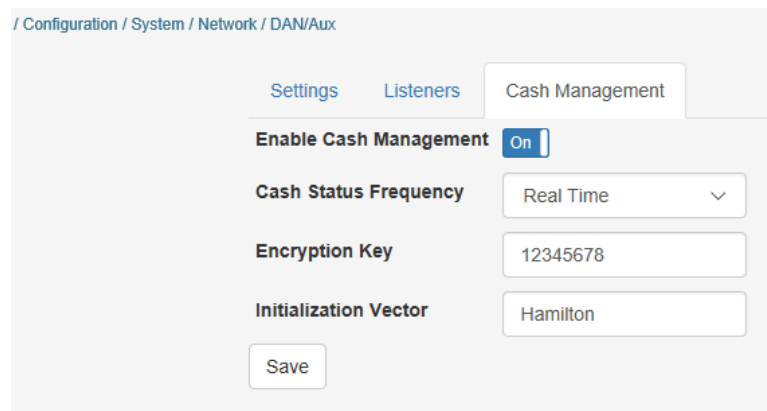 / Configuration / System / Network / DAN/Aux
Settings Listeners Cash Management
Enable Cash Management On
Cash Status Frequency Real Time
Encryption Key 12345678
Initialization Vector Hamilton
Save